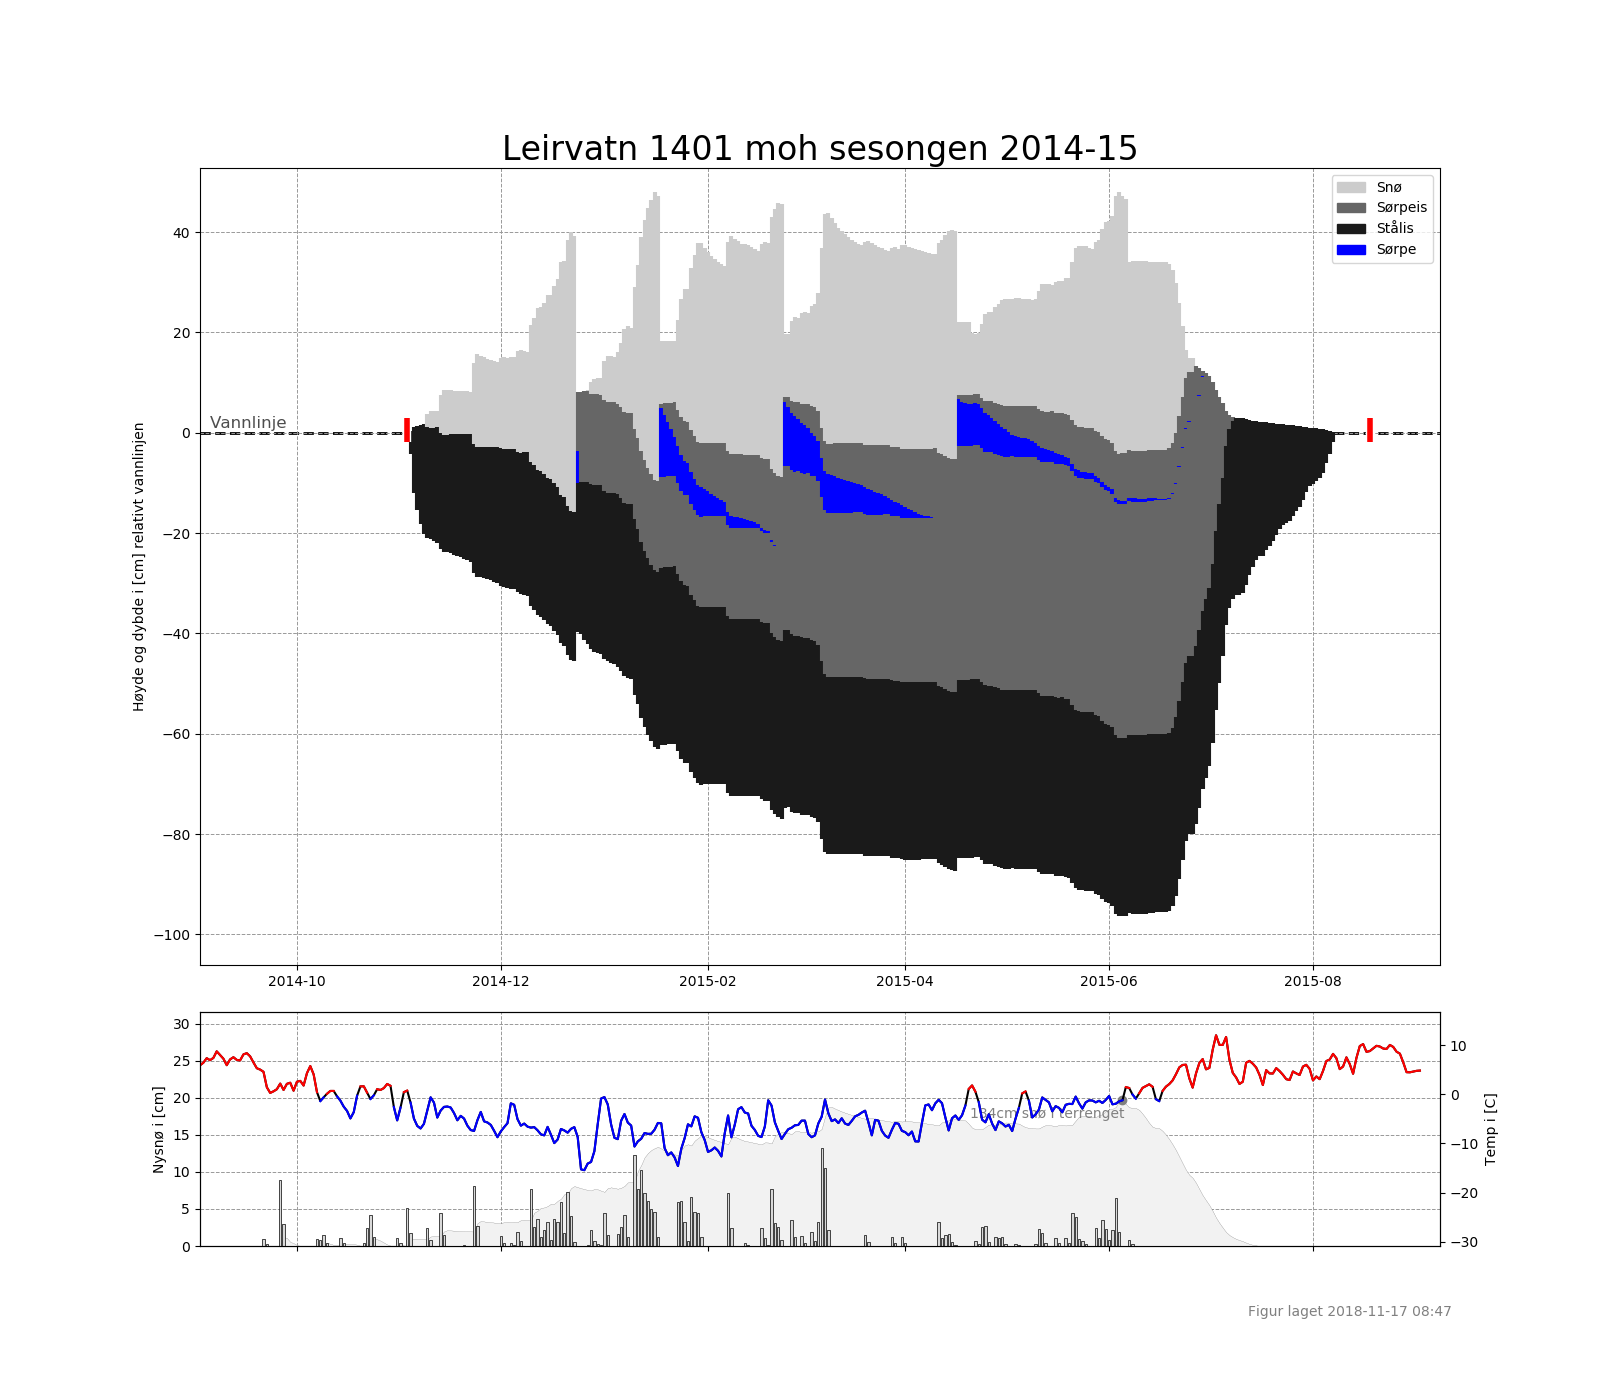 Leirvatn 1401 moh sesongen 2014-15
Snø
Sørpeis
Stålis
Sørpe
Vannlinje
Høyde og dybde i [cm] relativt vannlinjen
40
20
0
−20
−40
−60
−80
−100
2014-10 2014-12 2015-02 2015-04 2015-06 2015-08
Nysnø i [cm]
30
25
20
15
10
5
0
184cm snø i terrenget
10
0
−10
−20
−30
Temp i [C]
Figur laget 2018-11-17 08:47